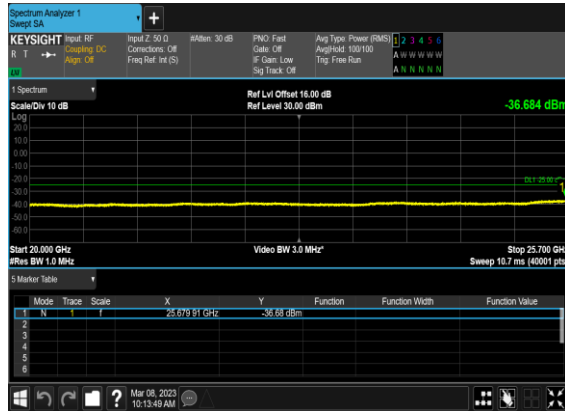 Spectrum Analyzer 1
Swept SA
+
KEYSIGHT Input: RF Input Z: 50 Ω #Atten: 30 dB PNO: Fast Avg Type: Power (RMS) 1 2 3 4 5 6
R T Coupling: DC Corrections: Off Gate: Off Avg|Hold: 100/100 A W W W W W
Align: Off Freq Ref: Int (S) IF Gain: Low Trig: Free Run
Sig Track: Off A N N N N N
1 Spectrum Ref Lvl Offset 16.00 dB
Scale/Div 10 dB Ref Level 30.00 dBm -36.684 dBm
Log
20.0
10.0
0.00
-10.0
-20.0
DL1 -25.00
1
-30.0
-40.0
-50.0
-60.0
Start 20.000 GHz Video BW 3.0 MHz* Stop 25.700 GH
#Res BW 1.0 MHz Sweep 10.7 ms (40001 pts
5 Marker Table
Mode Trace Scale X Y Function Function Width Function Value
1 N 1 f 25.679 91 GHz -36.68 dBm
2
3
4
5
6
? Mar 08, 2023
10:13:49 AM